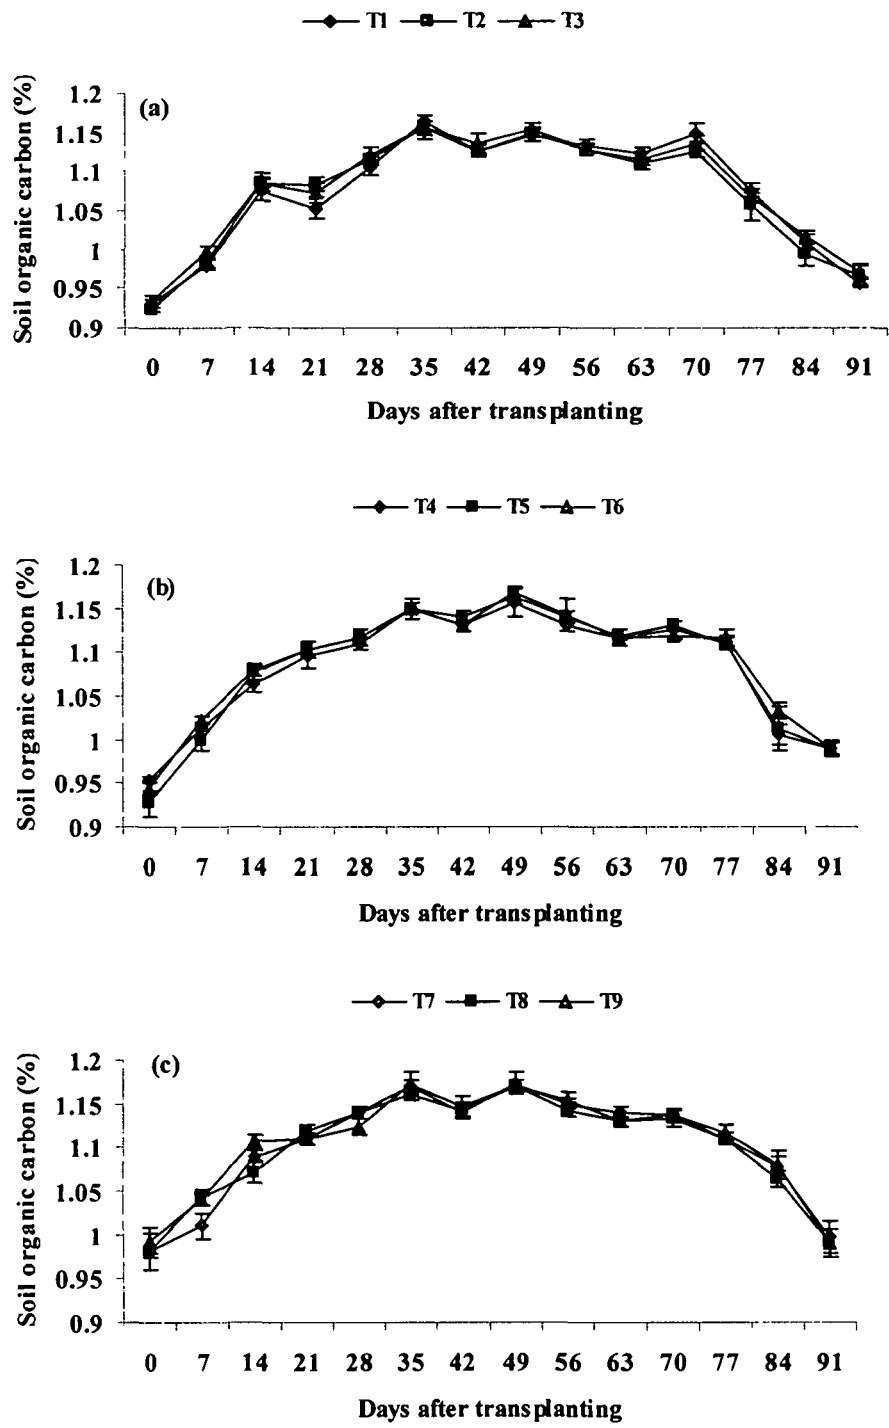 T1 T2 T3
(a)
Soil organic carbon (%)
1.2
1.15
1.1
1.05
1
0.95
0.9
0 7 14 21 28 35 42 49 56 63 70 77 84 91
Days after transplanting
T4 T5 T6
(b)
Soil organic carbon (%)
1.2
1.15
1.1
1.05
1
0.95
0.9
0 7 14 21 28 35 42 49 56 63 70 77 84 91
Days after transplanting
T7 T8 T9
(c)
Soil organic carbon (%)
1.2
1.15
1.1
1.05
1
0.95
0.9
0 7 14 21 28 35 42 49 56 63 70 77 84 91
Days after transplanting